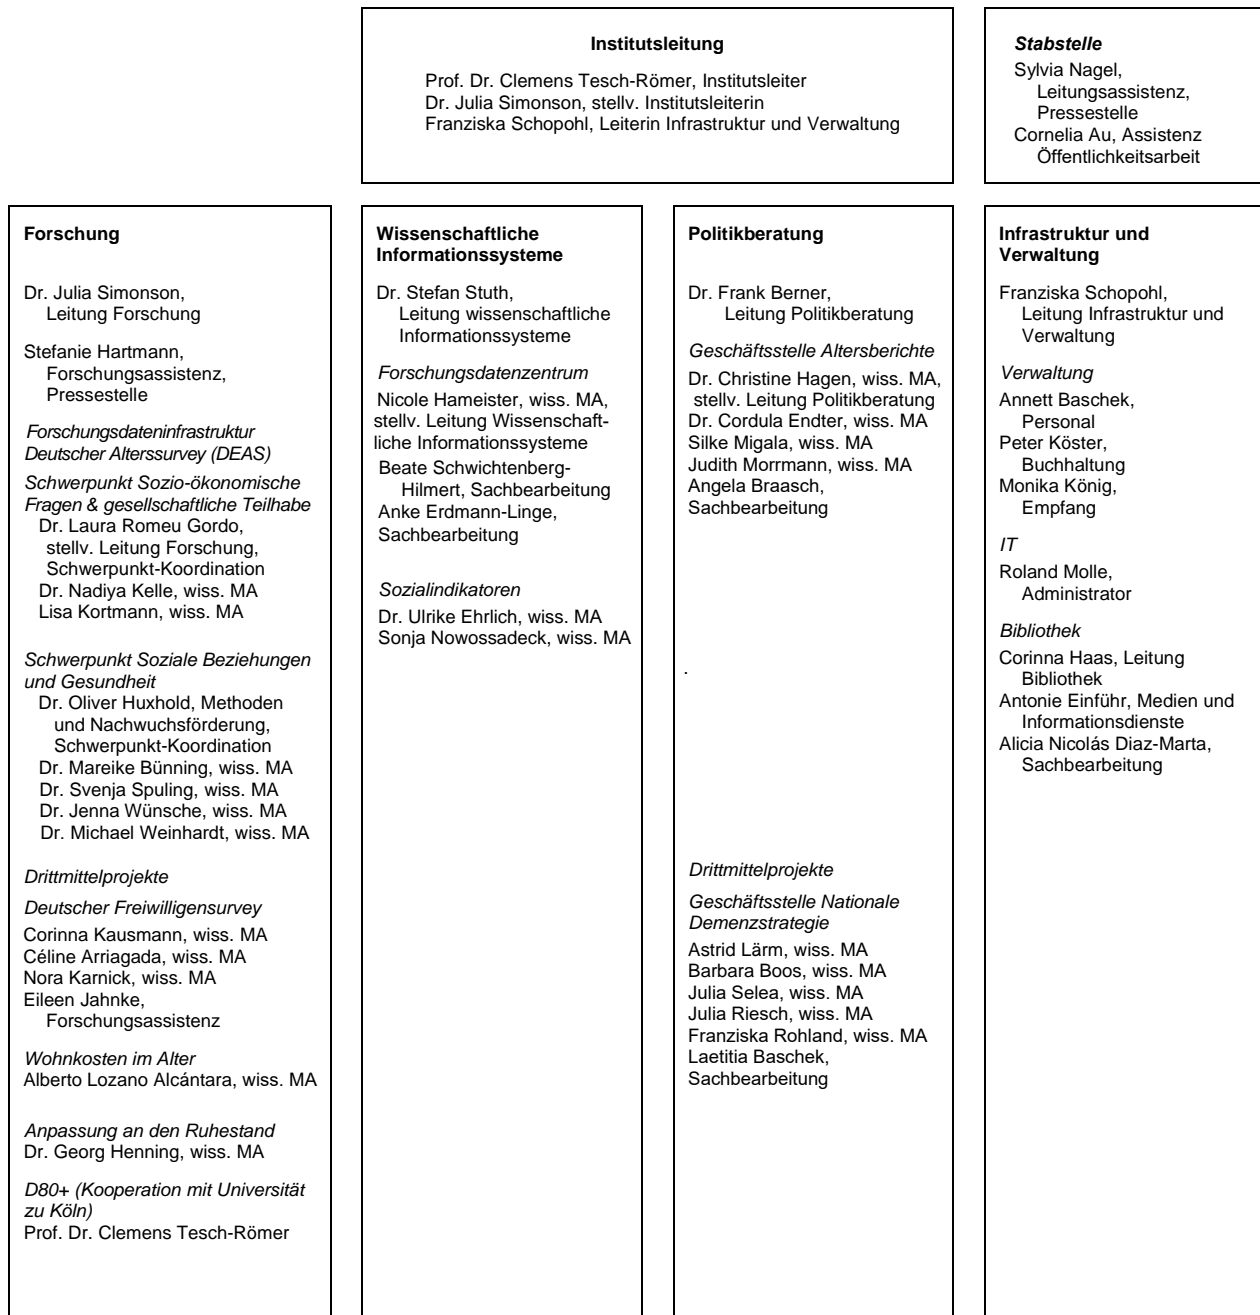 Institutsleitung
Prof. Dr. Clemens Tesch-Römer, Institutsleiter
Dr. Julia Simonson, stellv. Institutsleiterin
Franziska Schopohl, Leiterin Infrastruktur und Verwaltung
Stabstelle
Sylvia Nagel,
Leitungsassistenz,
Pressestelle
Cornelia Au, Assistenz
Öffentlichkeitsarbeit
Forschung
Dr. Julia Simonson,
Leitung Forschung
Stefanie Hartmann,
Forschungsassistenz,
Pressestelle
Forschungsdateninfrastruktur
Deutscher Alterssurvey (DEAS)
Schwerpunkt Sozio-ökonomische
Fragen & gesellschaftliche Teilhabe
Dr. Laura Romeu Gordo,
stellv. Leitung Forschung,
Schwerpunkt-Koordination
Dr. Nadiya Kelle, wiss. MA
Lisa Kortmann, wiss. MA
Schwerpunkt Soziale Beziehungen
und Gesundheit
Dr. Oliver Huxhold, Methoden
und Nachwuchsförderung,
Schwerpunkt-Koordination
Dr. Mareike Bünning, wiss. MA
Dr. Svenja Spuling, wiss. MA
Dr. Jenna Wünsche, wiss. MA
Dr. Michael Weinhardt, wiss. MA
Drittmittelprojekte
Deutscher Freiwilligensurvey
Corinna Kausmann, wiss. MA
Céline Arriagada, wiss. MA
Nora Karnick, wiss. MA
Eileen Jahnke,
Forschungsassistenz
Wohnkosten im Alter
Alberto Lozano Alcántara, wiss. MA
Anpassung an den Ruhestand
Dr. Georg Henning, wiss. MA
D80+ (Kooperation mit Universität
zu Köln)
Prof. Dr. Clemens Tesch-Römer
Wissenschaftliche
Informationssysteme
Dr. Stefan Stuth,
Leitung wissenschaftliche
Informationssysteme
Forschungsdatenzentrum
Nicole Hameister, wiss. MA,
stellv. Leitung Wissenschaft-
liche Informationssysteme
Beate Schwichtenberg-
Hilmert, Sachbearbeitung
Anke Erdmann-Linge,
Sachbearbeitung
Sozialindikatoren
Dr. Ulrike Ehrlich, wiss. MA
Sonja Nowossadeck, wiss. MA
Politikberatung
Dr. Frank Berner,
Leitung Politikberatung
Geschäftsstelle Altersberichte
Dr. Christine Hagen, wiss. MA,
stellv. Leitung Politikberatung
Dr. Cordula Endter, wiss. MA
Silke Migala, wiss. MA
Judith Morrmann, wiss. MA
Angela Braasch,
Sachbearbeitung
.
Drittmittelprojekte
Geschäftsstelle Nationale
Demenzstrategie
Astrid Lärm, wiss. MA
Barbara Boos, wiss. MA
Julia Selea, wiss. MA
Julia Riesch, wiss. MA
Franziska Rohland, wiss. MA
Laetitia Baschek,
Sachbearbeitung
Infrastruktur und
Verwaltung
Franziska Schopohl,
Leitung Infrastruktur und
Verwaltung
Verwaltung
Annett Baschek,
Personal
Peter Köster,
Buchhaltung
Monika König,
Empfang
IT
Roland Molle,
Administrator
Bibliothek
Corinna Haas, Leitung
Bibliothek
Antonie Einführ, Medien und
Informationsdienste
Alicia Nicolás Diaz-Marta,
Sachbearbeitung